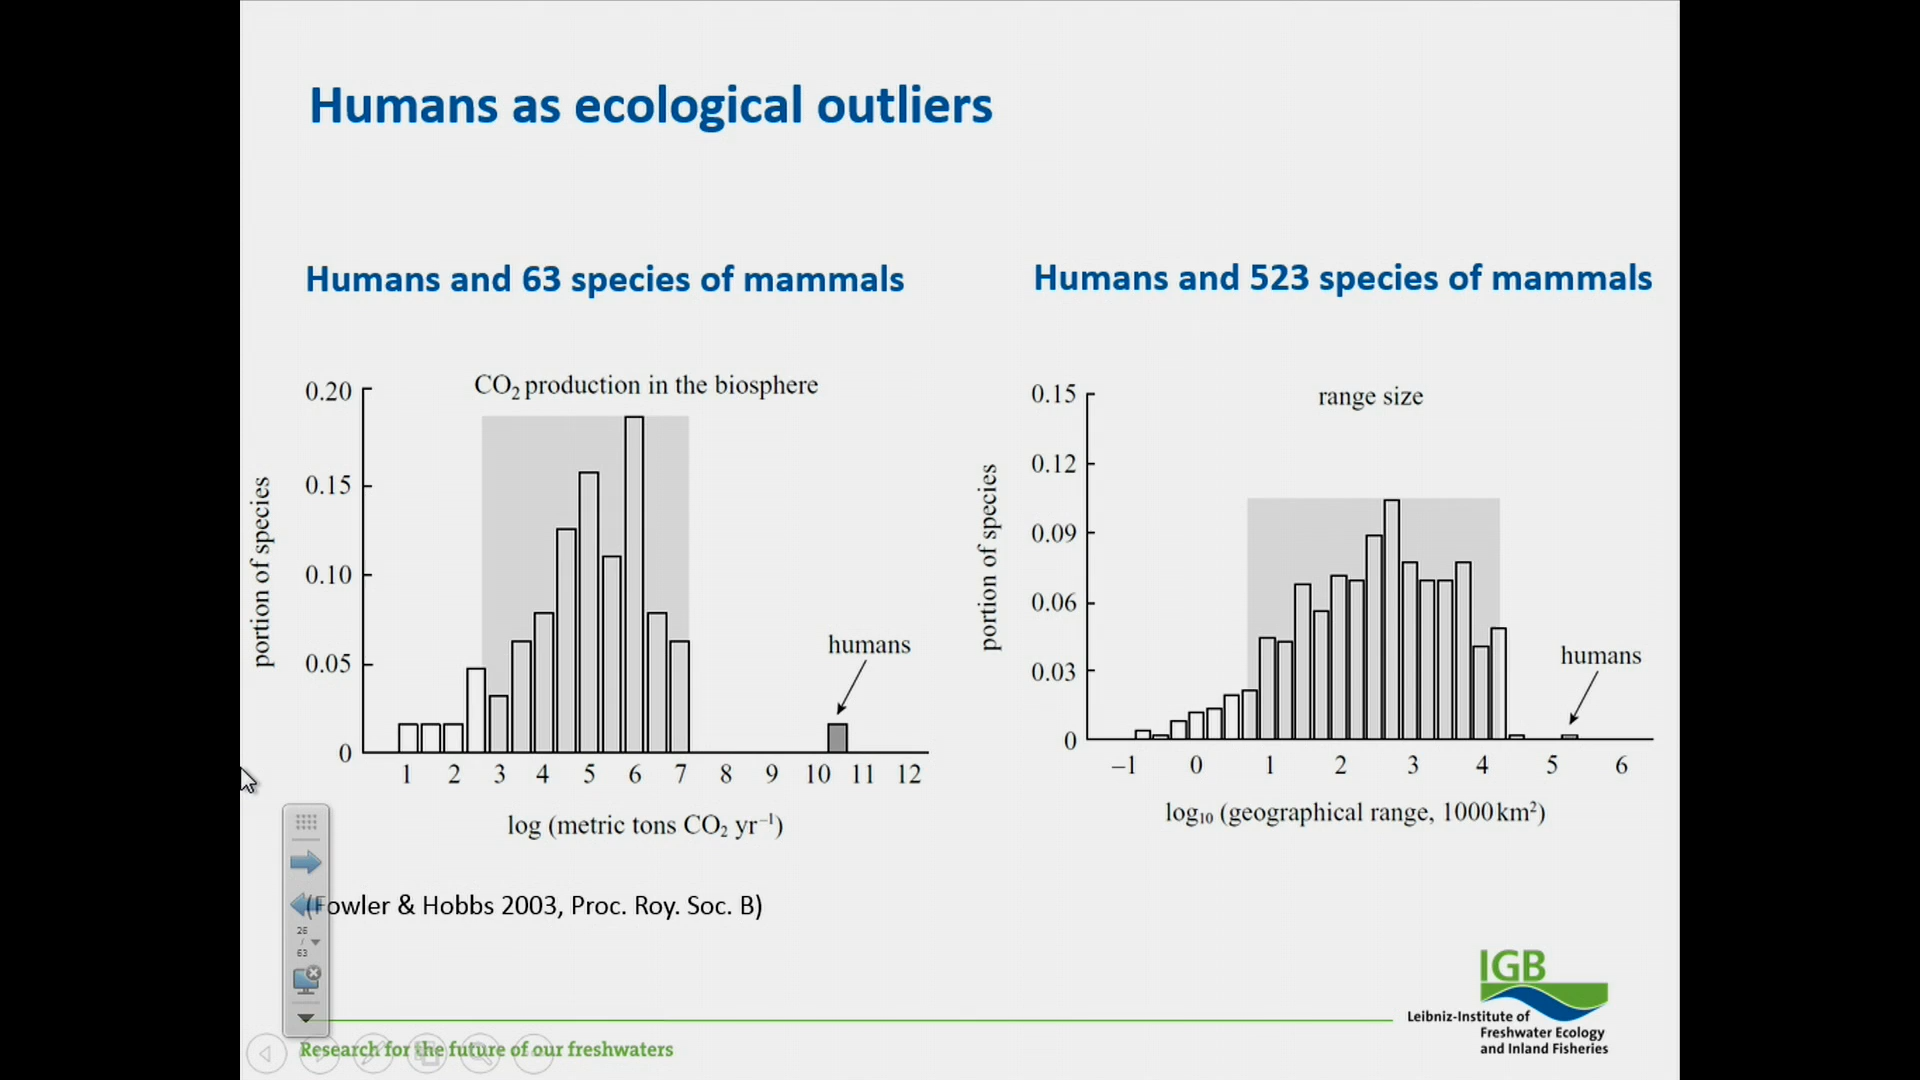 Humans as ecological outliers
Humans and 63 species of mammals
CO₂ production in the biosphere
portion of species
0.20
0.15
0.10
0.05
0
humans
1 2 3 4 5 6 7 8 9 10 11 12
log (metric tons CO₂ yr⁻¹)
Humans and 523 species of mammals
range size
portion of species
0.15
0.12
0.09
0.06
0.03
0
humans
–1 0 1 2 3 4 5 6
log₁₀ (geographical range, 1000 km²)
(Fowler & Hobbs 2003, Proc. Roy. Soc. B)
26
/
63
IGB
Leibniz-Institute of
Freshwater Ecology
and Inland Fisheries
Research for the future of our freshwaters